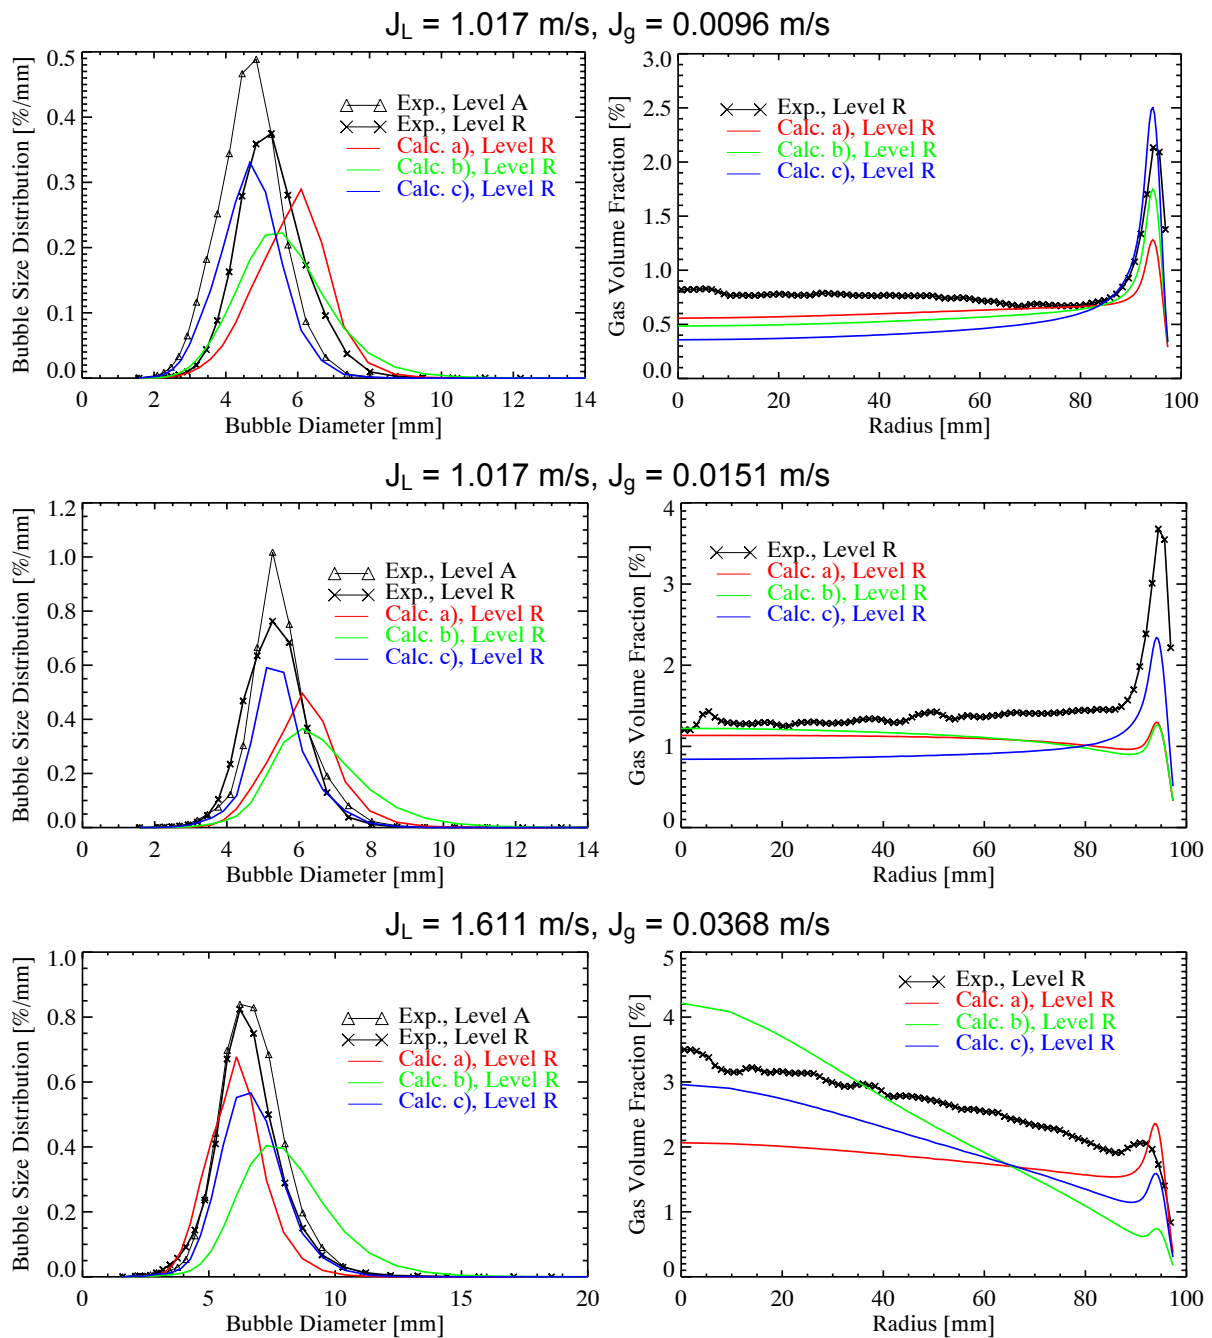 J_L = 1.017 m/s, J_g = 0.0096 m/s
Bubble Size Distribution [%/mm]
0.5
0.4
0.3
0.2
0.1
0.0
Exp., Level A
Exp., Level R
Calc. a), Level R
Calc. b), Level R
Calc. c), Level R
0 2 4 6 8 10 12 14
Bubble Diameter [mm]
Gas Volume Fraction [%]
3.0
2.5
2.0
1.5
1.0
0.5
0.0
Exp., Level R
Calc. a), Level R
Calc. b), Level R
Calc. c), Level R
0 20 40 60 80 100
Radius [mm]
J_L = 1.017 m/s, J_g = 0.0151 m/s
Bubble Size Distribution [%/mm]
1.2
1.0
0.8
0.6
0.4
0.2
0.0
Exp., Level A
Exp., Level R
Calc. a), Level R
Calc. b), Level R
Calc. c), Level R
0 2 4 6 8 10 12 14
Bubble Diameter [mm]
Gas Volume Fraction [%]
4
3
2
1
0
Exp., Level R
Calc. a), Level R
Calc. b), Level R
Calc. c), Level R
0 20 40 60 80 100
Radius [mm]
J_L = 1.611 m/s, J_g = 0.0368 m/s
Bubble Size Distribution [%/mm]
1.0
0.8
0.6
0.4
0.2
0.0
Exp., Level A
Exp., Level R
Calc. a), Level R
Calc. b), Level R
Calc. c), Level R
0 5 10 15 20
Bubble Diameter [mm]
Gas Volume Fraction [%]
5
4
3
2
1
0
Exp., Level R
Calc. a), Level R
Calc. b), Level R
Calc. c), Level R
0 20 40 60 80 100
Radius [mm]